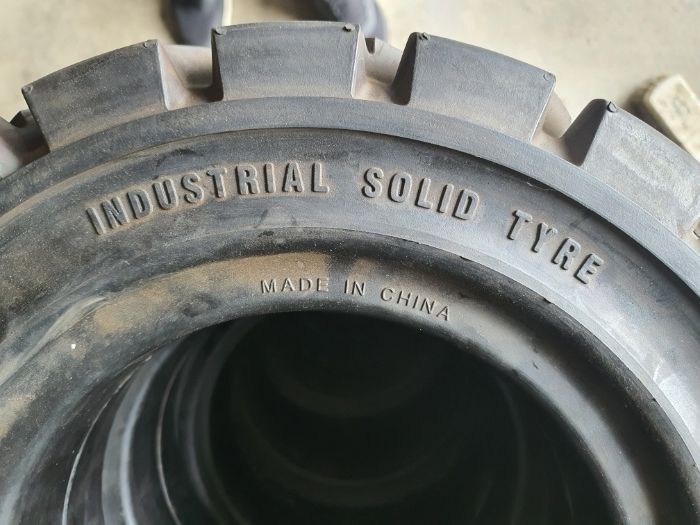 INDUSTRIAL SOLID TYRE
MADE IN CHINA